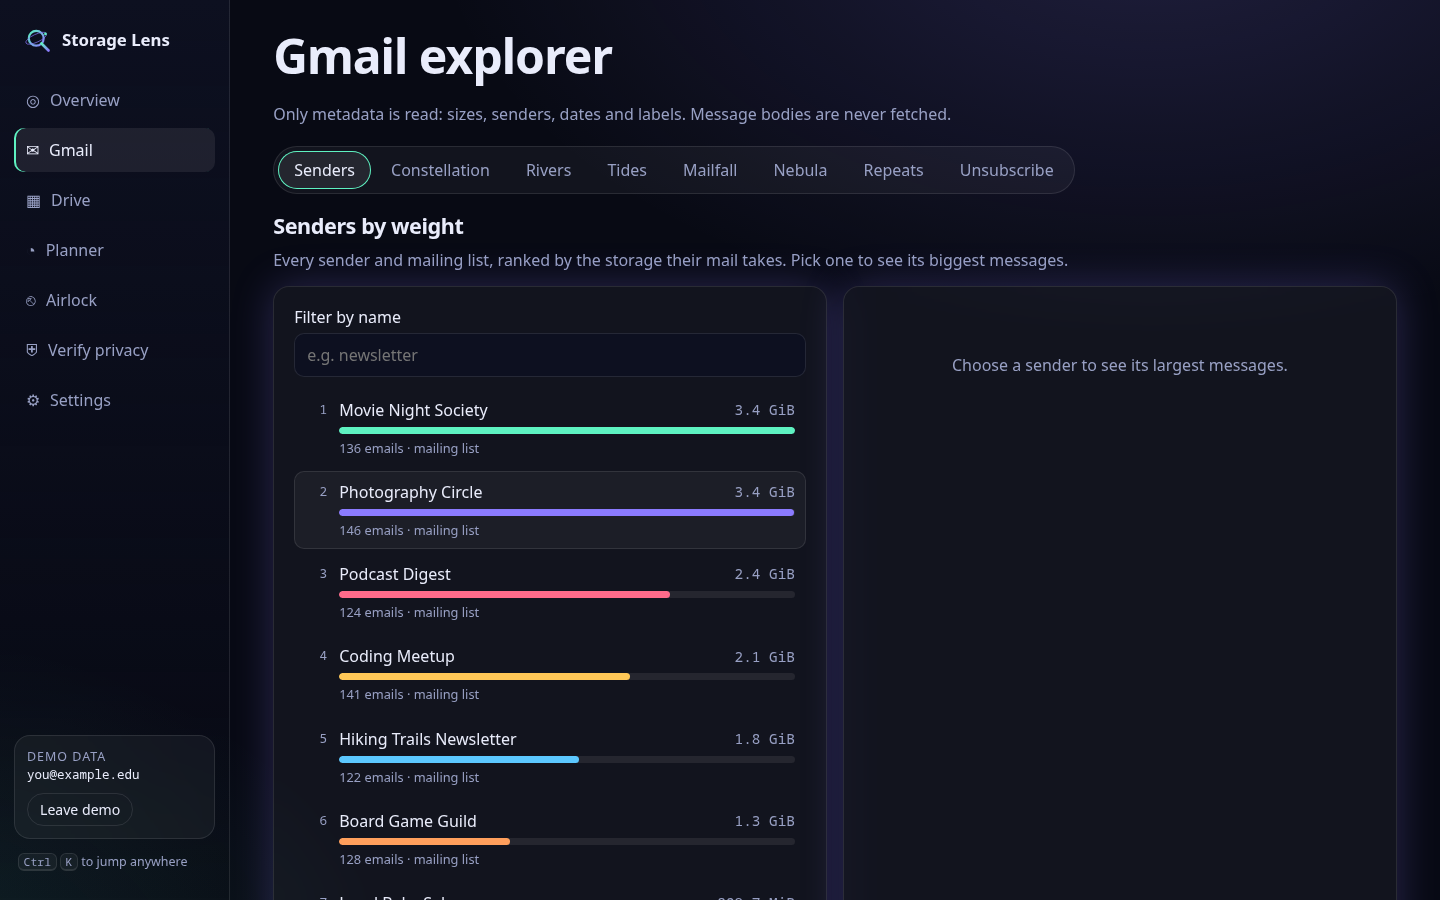 Storage Lens
Overview
Gmail
Drive
Planner
Airlock
Verify privacy
Settings
DEMO DATA
you@example.edu
Leave demo
Ctrl K to jump anywhere
Gmail explorer
Only metadata is read: sizes, senders, dates and labels. Message bodies are never fetched.
Senders Constellation Rivers Tides Mailfall Nebula Repeats Unsubscribe
Senders by weight
Every sender and mailing list, ranked by the storage their mail takes. Pick one to see its biggest messages.
Filter by name
e.g. newsletter
1 Movie Night Society 3.4 GiB
136 emails · mailing list
2 Photography Circle 3.4 GiB
146 emails · mailing list
3 Podcast Digest 2.4 GiB
124 emails · mailing list
4 Coding Meetup 2.1 GiB
141 emails · mailing list
5 Hiking Trails Newsletter 1.8 GiB
122 emails · mailing list
6 Board Game Guild 1.3 GiB
128 emails · mailing list
Choose a sender to see its largest messages.